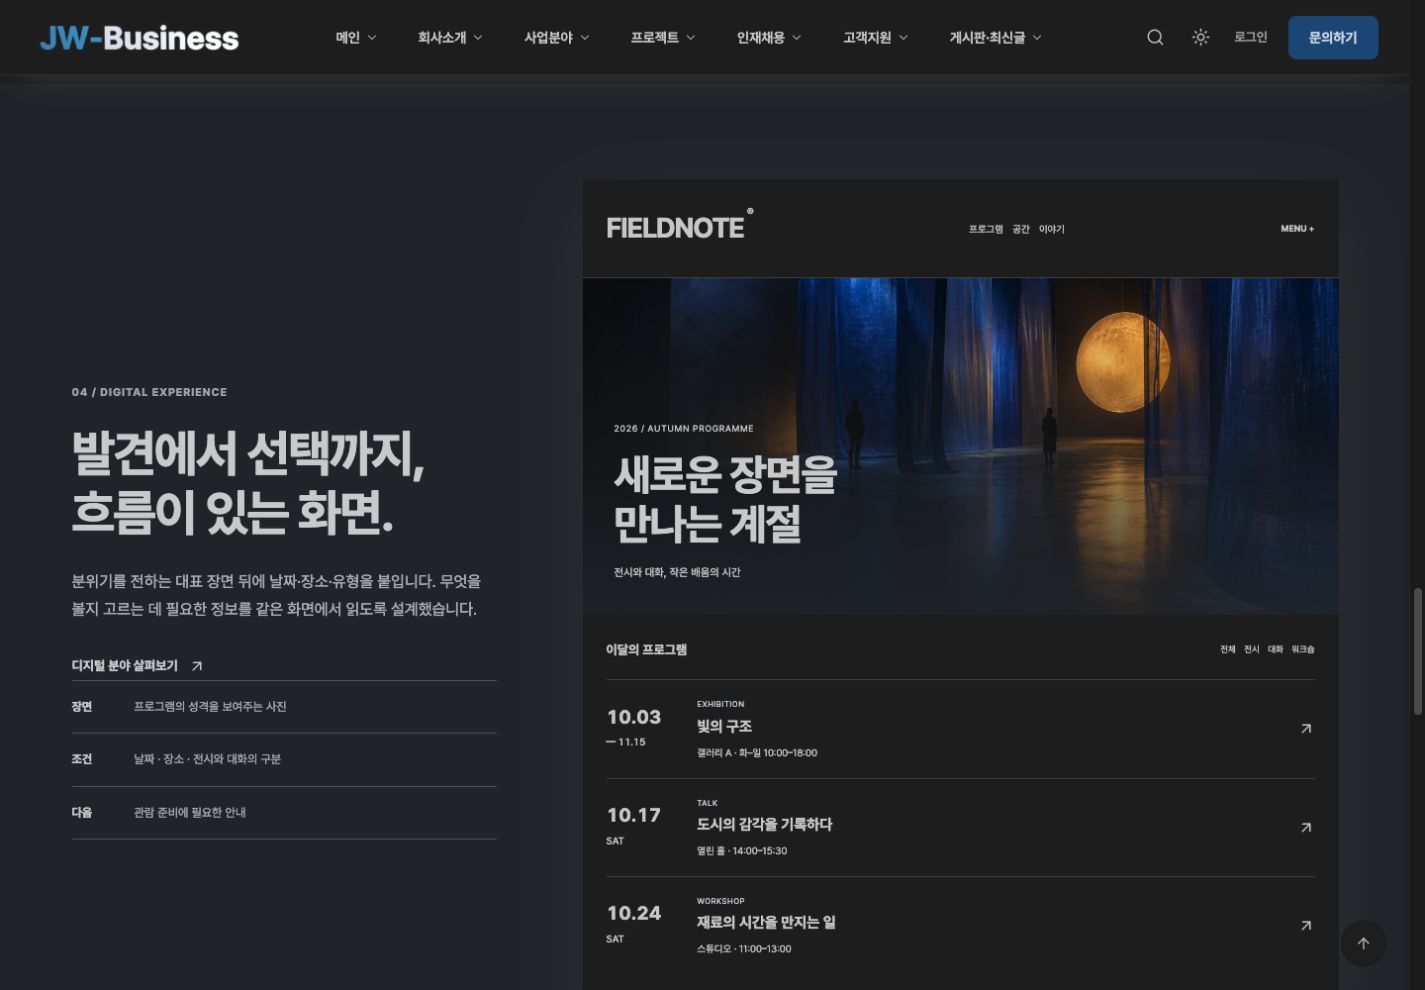 JW-Business
메인
회사소개
사업분야
프로젝트
인재채용
고객지원
게시판·최신글
로그인
문의하기
04 / DIGITAL EXPERIENCE
발견에서 선택까지,
흐름이 있는 화면.
분위기를 전하는 대표 장면 뒤에 날짜·장소·유형을 붙입니다. 무엇을
볼지 고르는 데 필요한 정보를 같은 화면에서 읽도록 설계했습니다.
디지털 분야 살펴보기
장면 프로그램의 성격을 보여주는 사진
조건 날짜 · 장소 · 전시와 대화의 구분
다음 관람 준비에 필요한 안내
FIELDNOTE®
프로그램 공간 이야기
MENU +
2026 / AUTUMN PROGRAMME
새로운 장면을
만나는 계절
전시와 대화, 작은 배움의 시간
이달의 프로그램
전체 전시 대화 워크숍
10.03
— 11.15
EXHIBITION
빛의 구조
갤러리 A · 화–일 10:00–18:00
10.17
SAT
TALK
도시의 감각을 기록하다
열린 홀 · 14:00–15:30
10.24
SAT
WORKSHOP
재료의 시간을 만지는 일
스튜디오 · 11:00–13:00